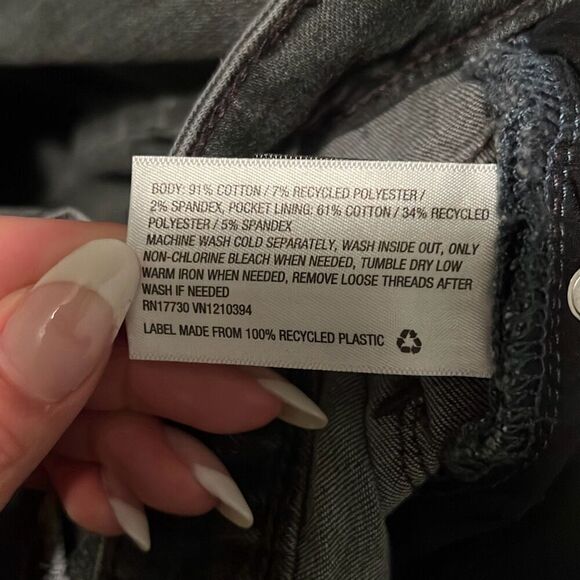 BODY: 91% COTTON / 7% RECYCLED POLYESTER /
2% SPANDEX, POCKET LINING: 61% COTTON / 34% RECYCLED
POLYESTER / 5% SPANDEX
MACHINE WASH COLD SEPARATELY, WASH INSIDE OUT, ONLY
NON-CHLORINE BLEACH WHEN NEEDED, TUMBLE DRY LOW
WARM IRON WHEN NEEDED, REMOVE LOOSE THREADS AFTER
WASH IF NEEDED
RN17730 VN1210394
LABEL MADE FROM 100% RECYCLED PLASTIC